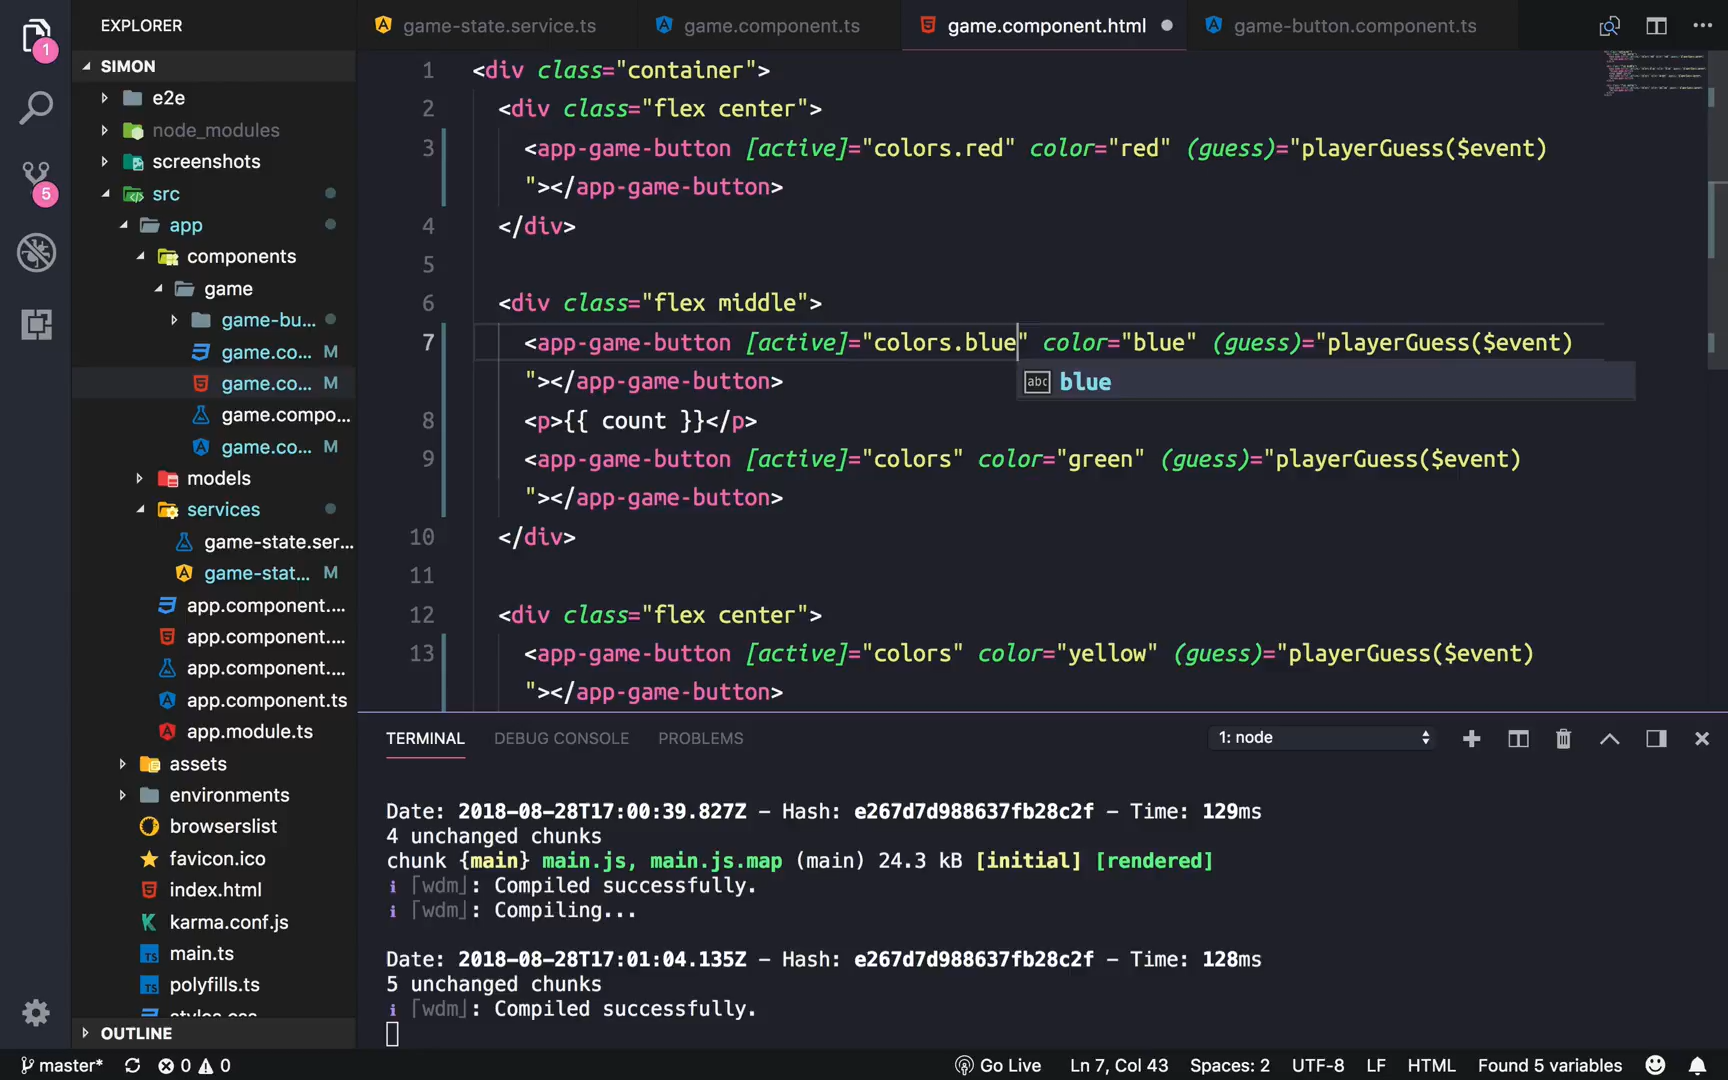 EXPLORER
game-state.service.ts
game.component.ts
game.component.html
game-button.component.ts
1
SIMON
e2e
node_modules
screenshots
5
src
app
components
game
game-bu...
game.co... M
game.co... M
game.compo...
game.co... M
models
services
game-state.ser...
game-stat... M
app.component....
app.component....
app.component....
app.component.ts
app.module.ts
assets
environments
browserslist
favicon.ico
index.html
karma.conf.js
main.ts
polyfills.ts
styles.css
OUTLINE
1 <div class="container">
2 <div class="flex center">
3 <app-game-button [active]="colors.red" color="red" (guess)="playerGuess($event)
"></app-game-button>
4 </div>
5
6 <div class="flex middle">
7 <app-game-button [active]="colors.blue" color="blue" (guess)="playerGuess($event)
"></app-game-button>
abc blue
8 <p>{{ count }}</p>
9 <app-game-button [active]="colors" color="green" (guess)="playerGuess($event)
"></app-game-button>
10 </div>
11
12 <div class="flex center">
13 <app-game-button [active]="colors" color="yellow" (guess)="playerGuess($event)
"></app-game-button>
TERMINAL DEBUG CONSOLE PROBLEMS 1: node
Date: 2018-08-28T17:00:39.827Z - Hash: e267d7d988637fb28c2f - Time: 129ms
4 unchanged chunks
chunk {main} main.js, main.js.map (main) 24.3 kB [initial] [rendered]
i ｢wdm｣: Compiled successfully.
i ｢wdm｣: Compiling...
Date: 2018-08-28T17:01:04.135Z - Hash: e267d7d988637fb28c2f - Time: 128ms
5 unchanged chunks
i ｢wdm｣: Compiled successfully.
master* 0 0 Go Live Ln 7, Col 43 Spaces: 2 UTF-8 LF HTML Found 5 variables